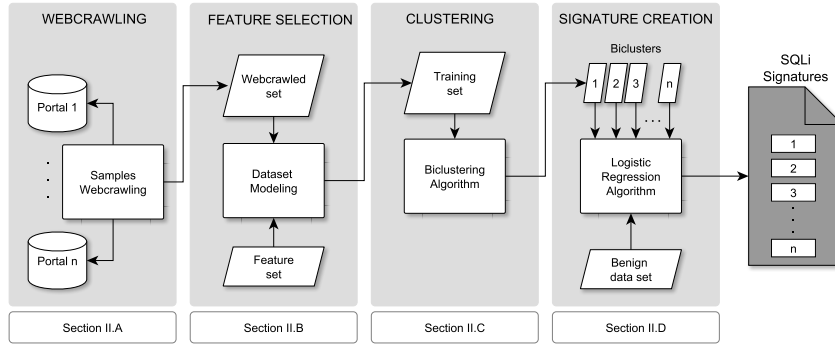 WEBCRAWLING
Portal 1
Samples
Webcrawling
Portal n
Section II.A
FEATURE SELECTION
Webcrawled
set
Dataset
Modeling
Feature
set
Section II.B
CLUSTERING
Training
set
Biclustering
Algorithm
Section II.C
SIGNATURE CREATION
Biclusters
1 2 3 n
...
Logistic
Regression
Algorithm
Benign
data set
Section II.D
SQLi
Signatures
1
2
3
n